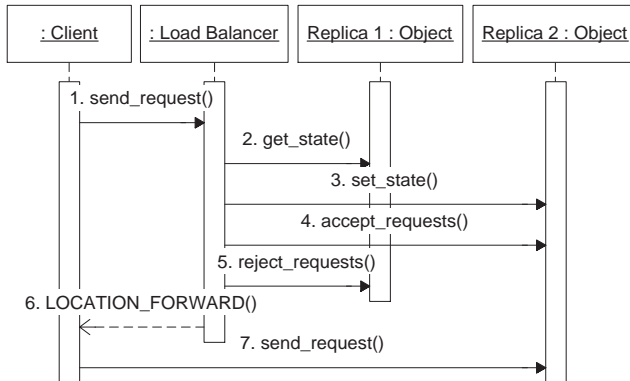 : Client
: Load Balancer
Replica 1 : Object
Replica 2 : Object
1. send_request()
2. get_state()
3. set_state()
4. accept_requests()
5. reject_requests()
6. LOCATION_FORWARD()
7. send_request()